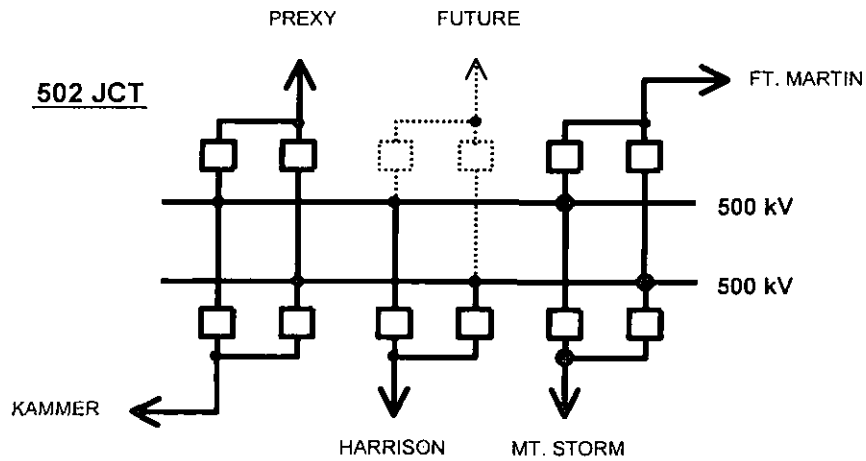 PREXY
FUTURE
502 JCT
FT. MARTIN
500 kV
500 kV
KAMMER
HARRISON
MT. STORM